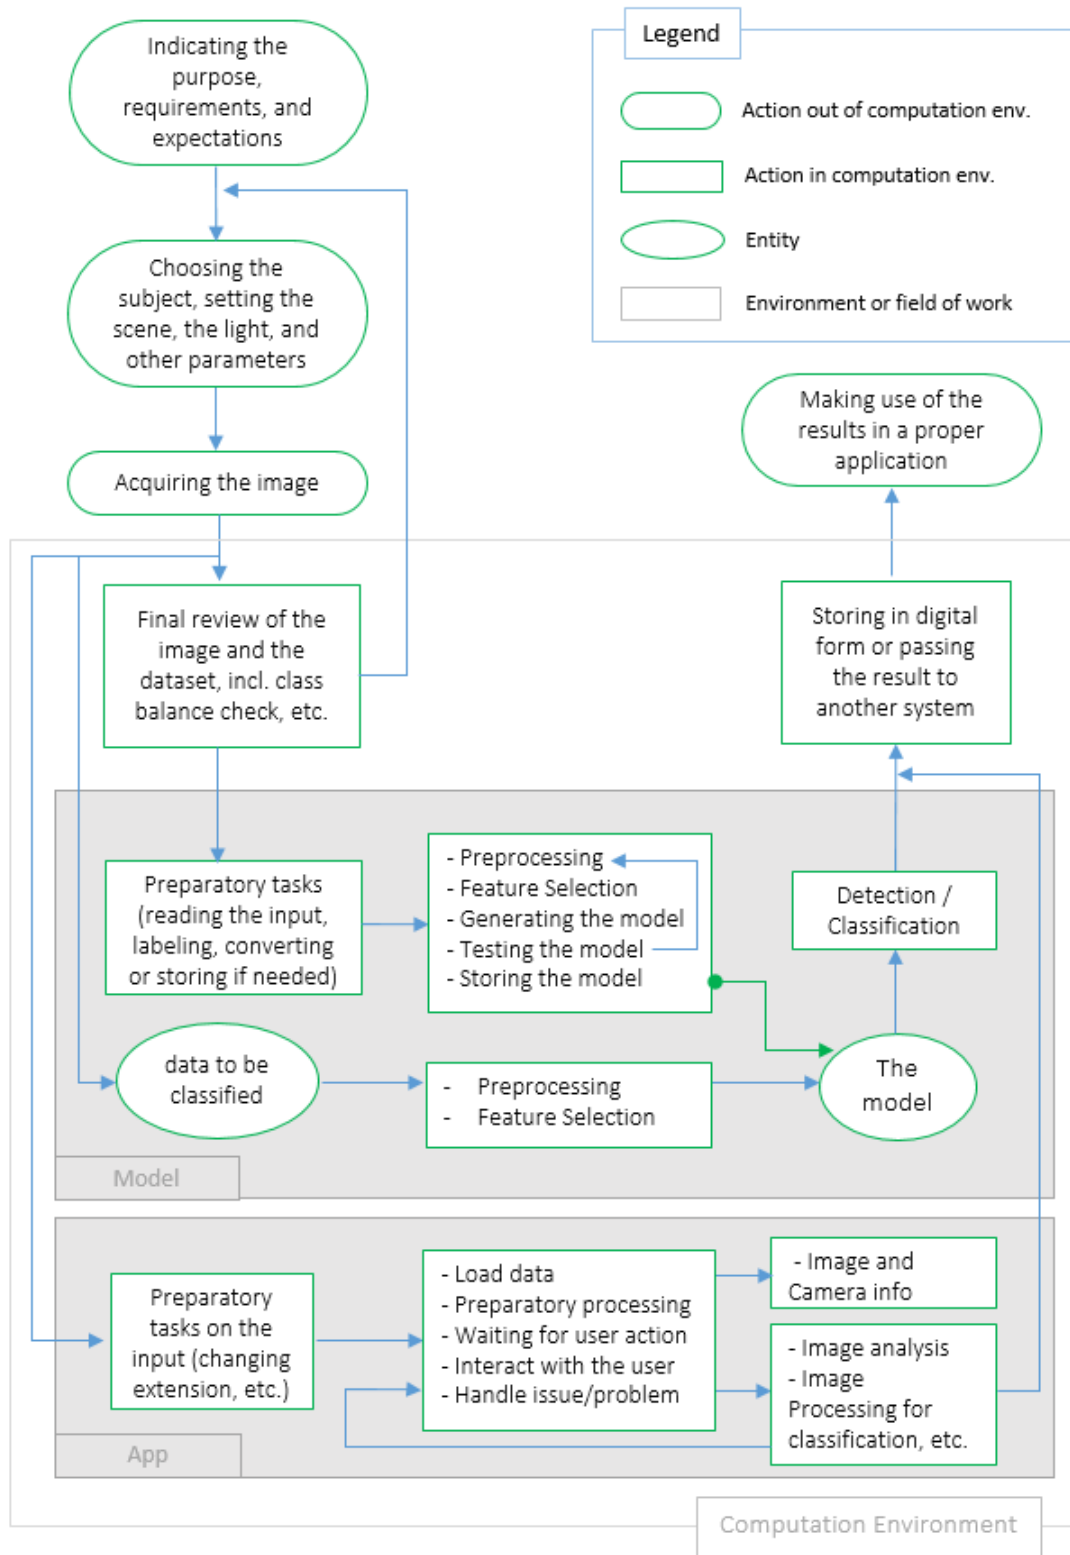 Indicating the
purpose,
requirements, and
expectations
Legend
Action out of computation env.
Action in computation env.
Entity
Environment or field of work
Choosing the
subject, setting the
scene, the light, and
other parameters
Acquiring the image
Making use of the
results in a proper
application
Final review of the
image and the
dataset, incl. class
balance check, etc.
Storing in digital
form or passing
the result to
another system
Preparatory tasks
(reading the input,
labeling, converting
or storing if needed)
- Preprocessing
- Feature Selection
- Generating the model
- Testing the model
- Storing the model
Detection /
Classification
data to be
classified
- Preprocessing
- Feature Selection
The
model
Model
Preparatory
tasks on the
input (changing
extension, etc.)
- Load data
- Preparatory processing
- Waiting for user action
- Interact with the user
- Handle issue/problem
- Image and
Camera info
- Image analysis
- Image
Processing for
classification, etc.
App
Computation Environment